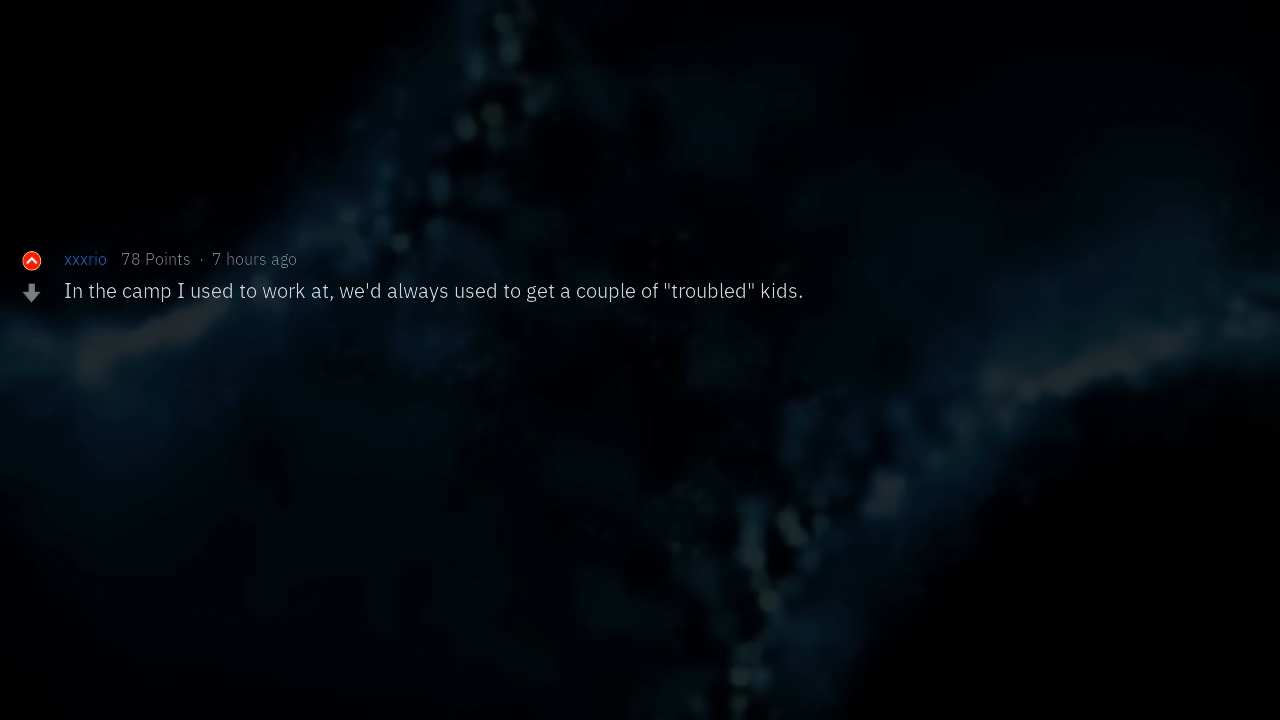 xxxrio 78 Points · 7 hours ago
In the camp I used to work at, we'd always used to get a couple of "troubled" kids.